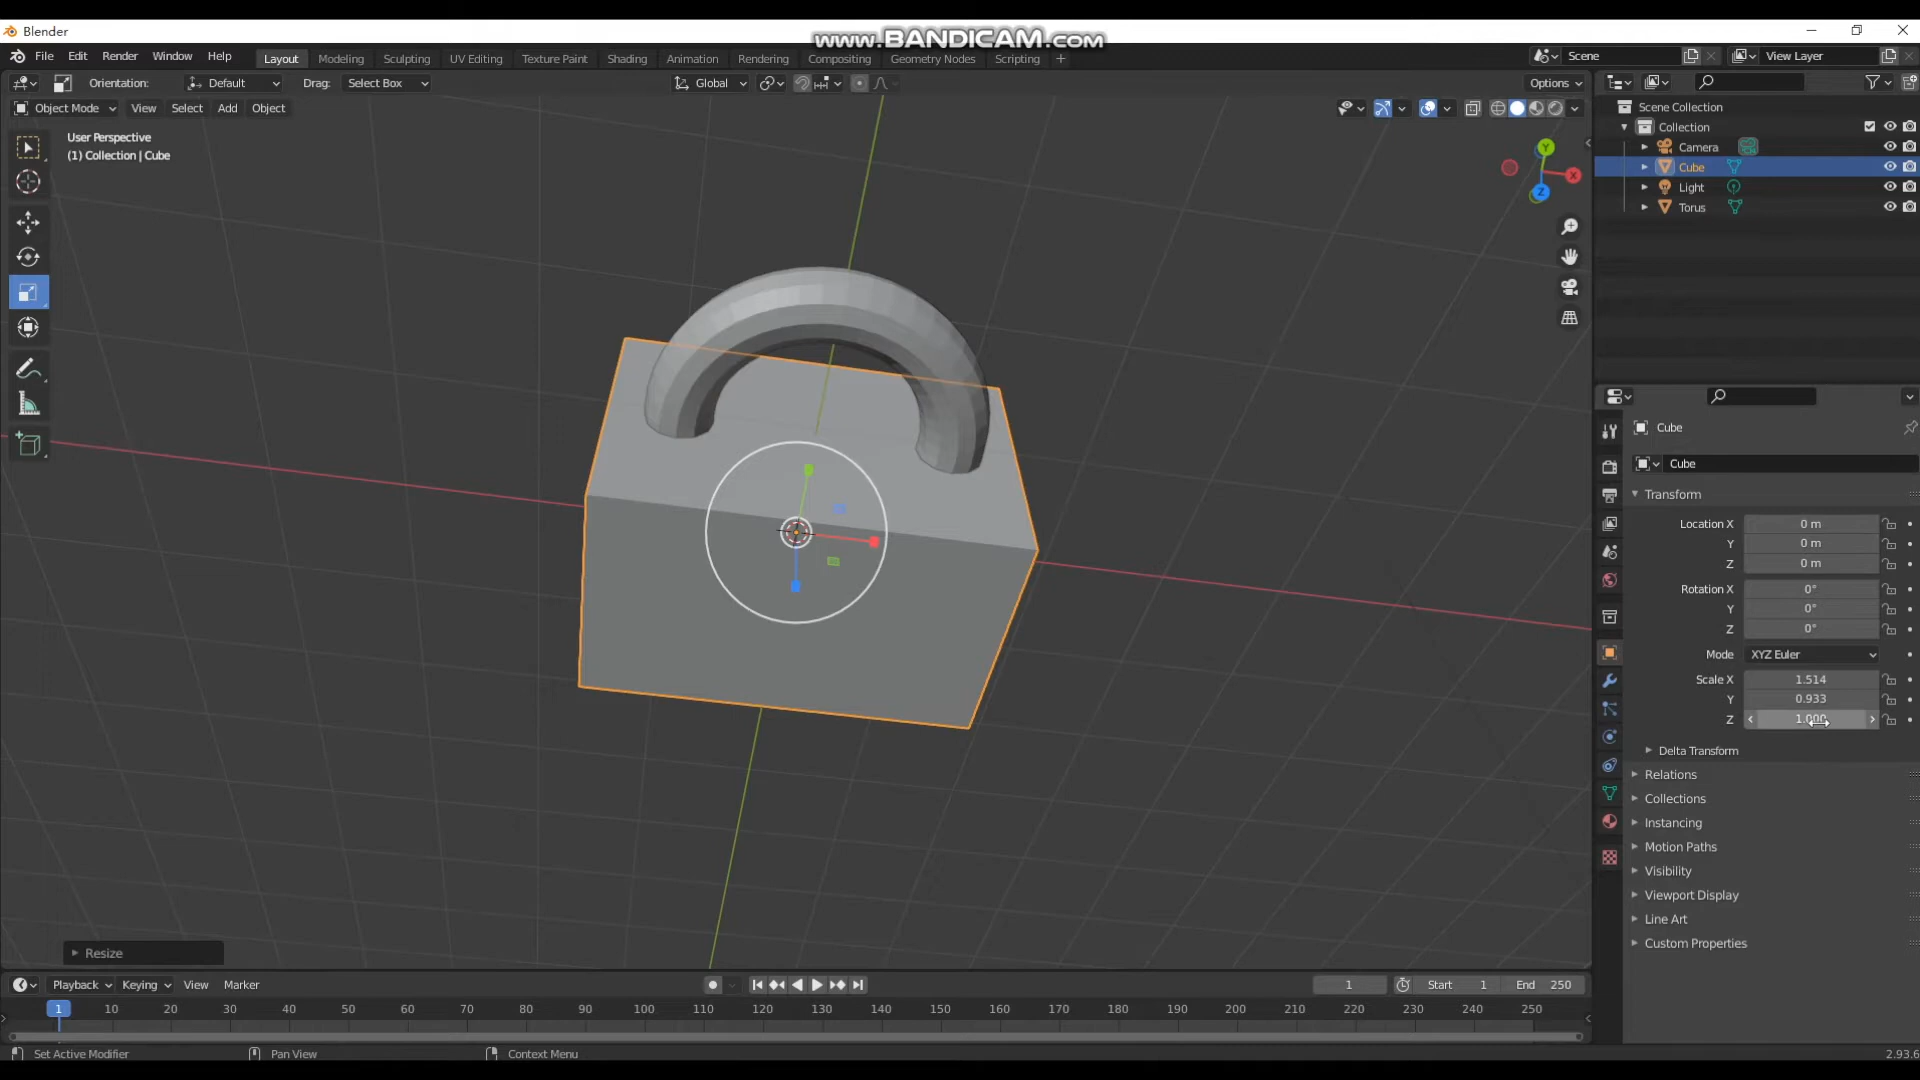 Blender
www.BANDICAM.com
File Edit Render Window Help
Layout Modeling Sculpting UV Editing Texture Paint Shading Animation Rendering Compositing Geometry Nodes Scripting +
Scene
View Layer
Orientation: Default Drag: Select Box
Global
Options
Object Mode View Select Add Object
User Perspective
(1) Collection | Cube
Y
X
Z
Scene Collection
Collection
Camera
Cube
Light
Torus
Cube
Cube
Transform
Location X 0 m
Y 0 m
Z 0 m
Rotation X 0°
Y 0°
Z 0°
Mode XYZ Euler
Scale X 1.514
Y 0.933
Z 1.000
Delta Transform
Relations
Collections
Instancing
Motion Paths
Visibility
Viewport Display
Line Art
Custom Properties
Resize
Playback Keying View Marker
1 Start 1 End 250
1 10 20 30 40 50 60 70 80 90 100 110 120 130 140 150 160 170 180 190 200 210 220 230 240 250
Set Active Modifier Pan View Context Menu
2.93.6